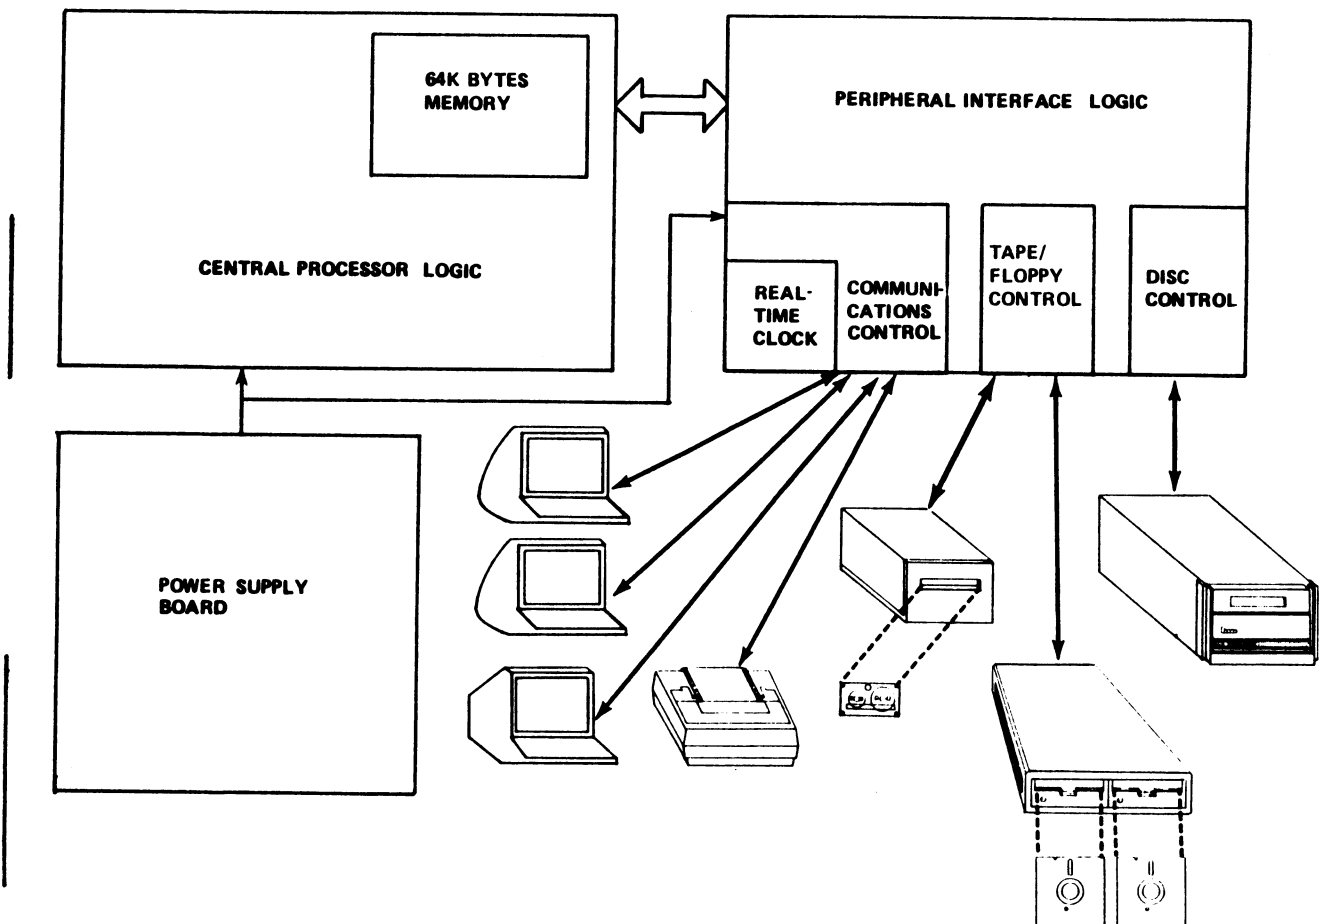 64K BYTES
MEMORY
CENTRAL PROCESSOR LOGIC
PERIPHERAL INTERFACE LOGIC
REAL-
TIME
CLOCK
COMMUNI-
CATIONS
CONTROL
TAPE/
FLOPPY
CONTROL
DISC
CONTROL
POWER SUPPLY
BOARD